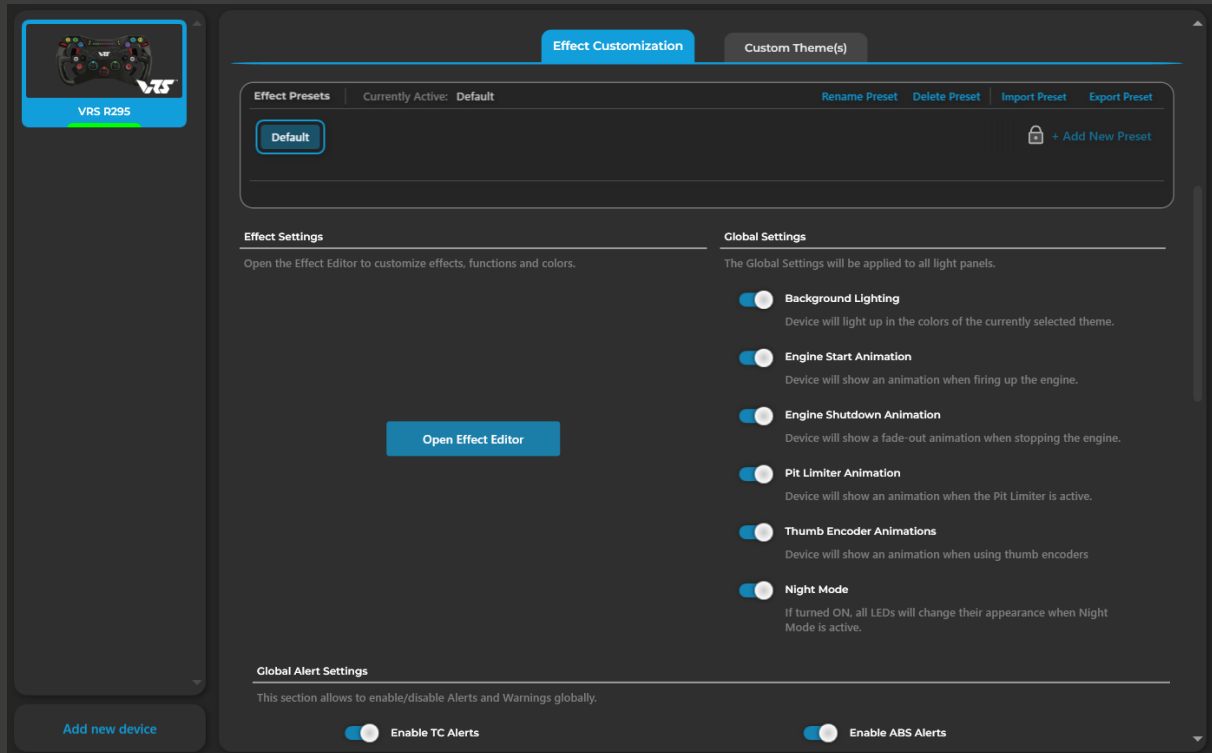 VRS
VRS R295
Add new device
Effect Customization
Custom Theme(s)
Effect Presets
Currently Active: Default
Rename Preset
Delete Preset
Import Preset
Export Preset
Default
+ Add New Preset
Effect Settings
Open the Effect Editor to customize effects, functions and colors.
Open Effect Editor
Global Settings
The Global Settings will be applied to all light panels.
Background Lighting
Device will light up in the colors of the currently selected theme.
Engine Start Animation
Device will show an animation when firing up the engine.
Engine Shutdown Animation
Device will show a fade-out animation when stopping the engine.
Pit Limiter Animation
Device will show an animation when the Pit Limiter is active.
Thumb Encoder Animations
Device will show an animation when using thumb encoders
Night Mode
If turned ON, all LEDs will change their appearance when Night
Mode is active.
Global Alert Settings
This section allows to enable/disable Alerts and Warnings globally.
Enable TC Alerts
Enable ABS Alerts